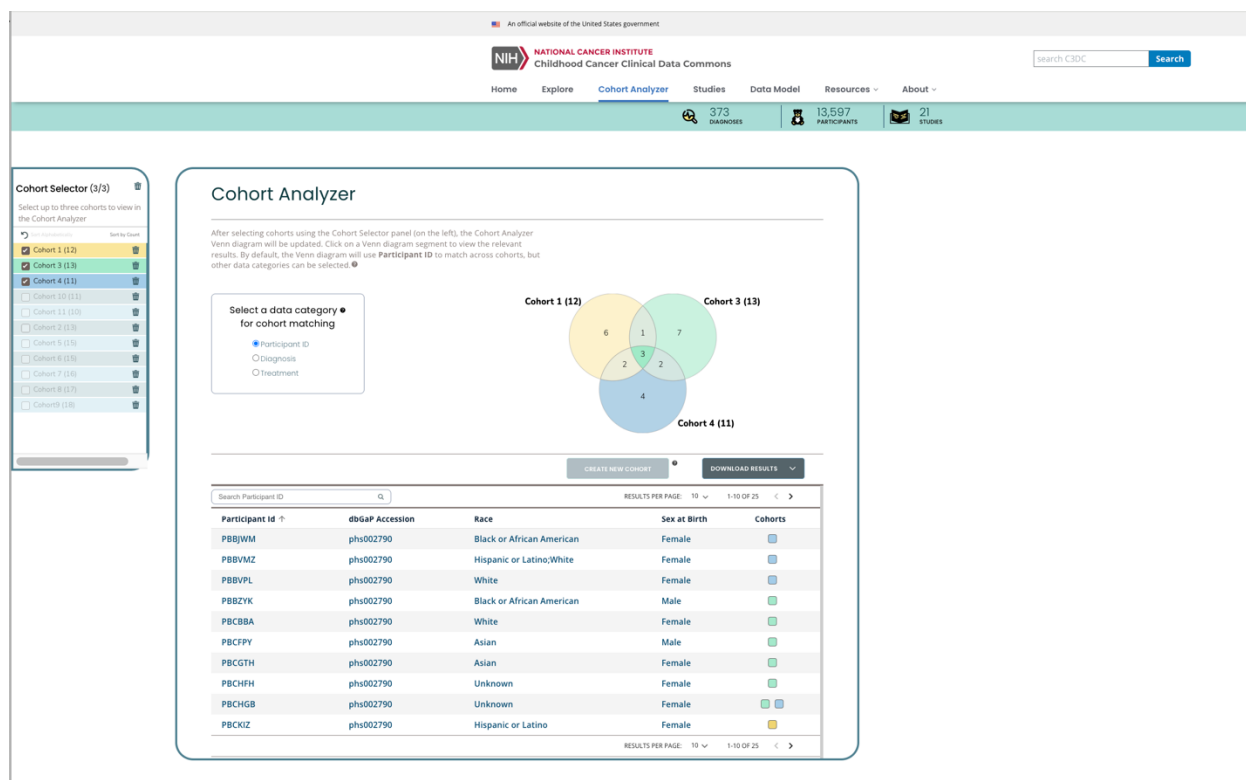 An official website of the United States government
NIH
NATIONAL CANCER INSTITUTE
Childhood Cancer Clinical Data Commons
search C3DC
Search
Home Explore Cohort Analyzer Studies Data Model Resources About
373 DIAGNOSES
13,597 PARTICIPANTS
21 STUDIES
Cohort Selector (3/3)
Select up to three cohorts to view in
the Cohort Analyzer
Sort Alphabetically Sort by Count
Cohort 1 (12)
Cohort 3 (13)
Cohort 4 (11)
Cohort 10 (11)
Cohort 11 (10)
Cohort 2 (13)
Cohort 5 (15)
Cohort 6 (15)
Cohort 7 (16)
Cohort 8 (17)
Cohort9 (18)
Cohort Analyzer
After selecting cohorts using the Cohort Selector panel (on the left), the Cohort Analyzer
Venn diagram will be updated. Click on a Venn diagram segment to view the relevant
results. By default, the Venn diagram will use Participant ID to match across cohorts, but
other data categories can be selected.
Select a data category
for cohort matching
Participant ID
Diagnosis
Treatment
Cohort 1 (12) Cohort 3 (13)
6 1 7
3
2 2
4
Cohort 4 (11)
CREATE NEW COHORT
DOWNLOAD RESULTS
Search Participant ID
RESULTS PER PAGE: 10 1-10 OF 25
Participant Id dbGaP Accession Race Sex at Birth Cohorts
PBBJWM phs002790 Black or African American Female
PBBVMZ phs002790 Hispanic or Latino;White Female
PBBVPL phs002790 White Female
PBBZYK phs002790 Black or African American Male
PBCBBA phs002790 White Female
PBCFPY phs002790 Asian Male
PBCGTH phs002790 Asian Female
PBCHFH phs002790 Unknown Female
PBCHGB phs002790 Unknown Female
PBCKIZ phs002790 Hispanic or Latino Female
RESULTS PER PAGE: 10 1-10 OF 25